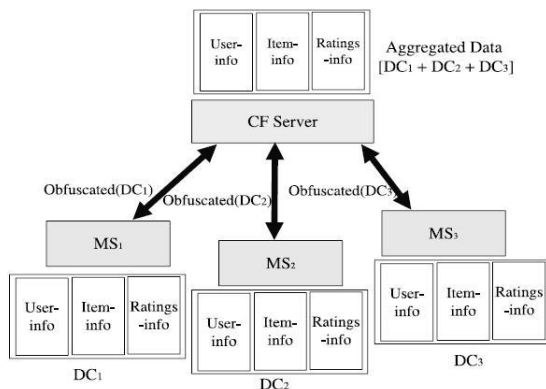 User-
info
Item-
info
Ratings
-info
Aggregated Data
[DC1 + DC2 + DC3]
CF Server
Obfuscated(DC1)
Obfuscated(DC2)
Obfuscated(DC3)
MS1
MS2
MS3
User-
info
Item-
info
Ratings
-info
User-
info
Item-
info
Ratings
-info
User-
info
Item-
info
Ratings
-info
DC1
DC2
DC3